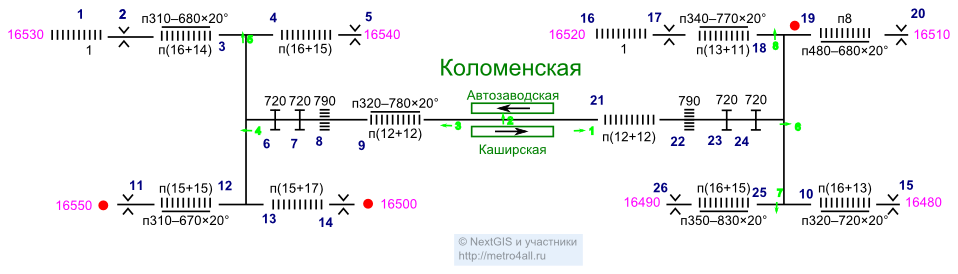 1 2 п310–680×20° 4 5
16530 1 3 п(16+14) 6 п(16+15) 16540
16 17 п340–770×20° 19 п8 20
16520 1 п(13+11) 18 8 п480–680×20° 16510
Коломенская
Автозаводская
Каширская
720 720 790 п320–780×20°
4 6 7 8 9 п(12+12) 3 2 1
21 п(12+12) 790 720 720
22 23 24 6
11 п(15+15) 12 п(15+17)
16550 п310–670×20° 13 14 16500
26 п(16+15) 25 7 10 п(16+13) 15
16490 п350–830×20° п320–720×20° 16480
© NextGIS и участники
http://metro4all.ru